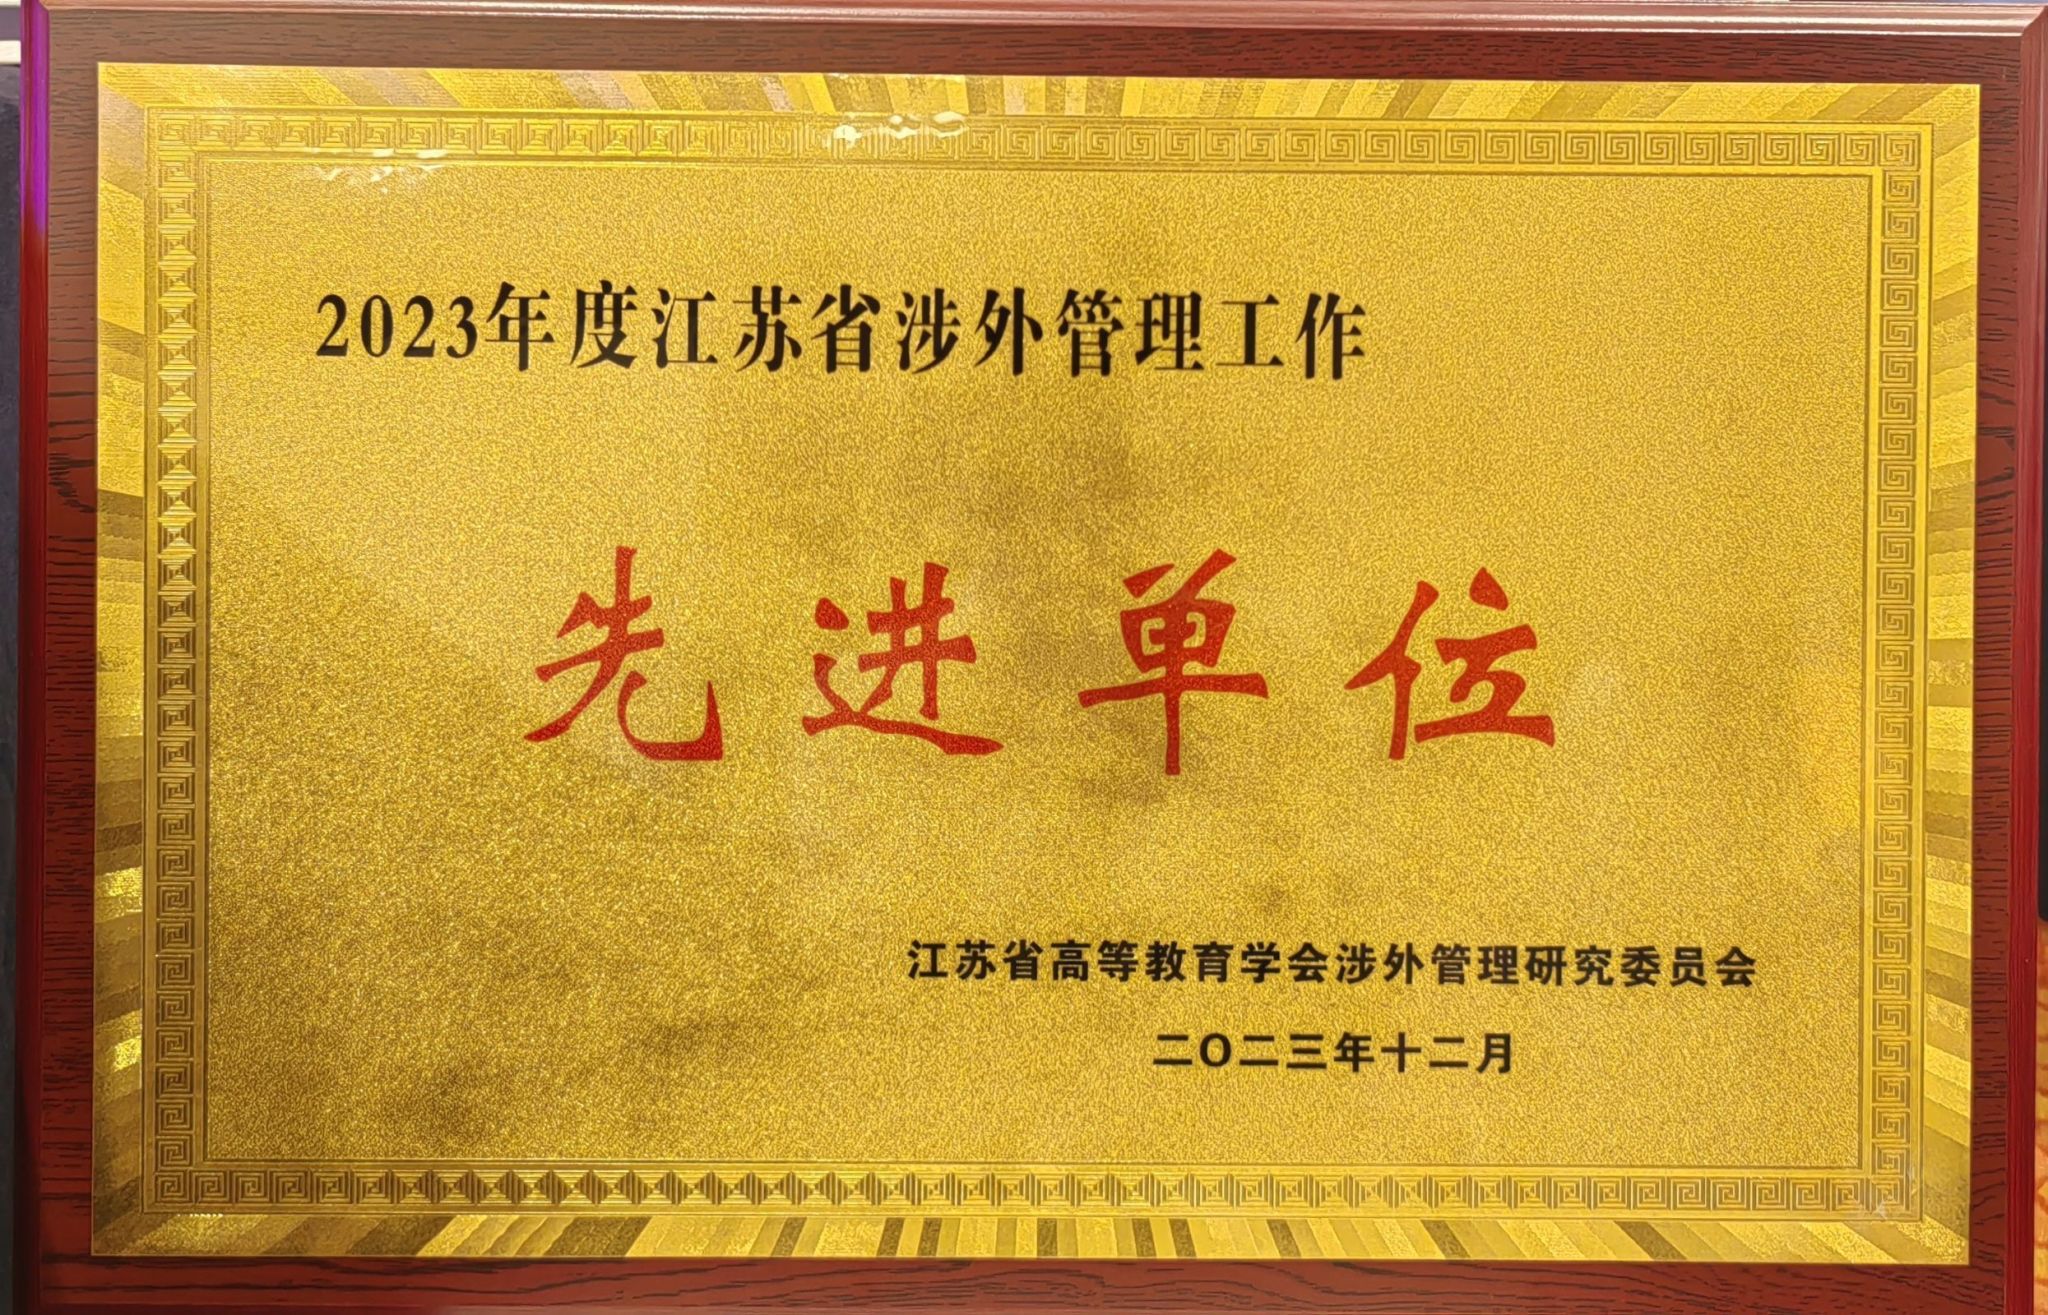 2023年度江苏省涉外管理工作
先进单位
江苏省高等教育学会涉外管理研究委员会
二〇二三年十二月